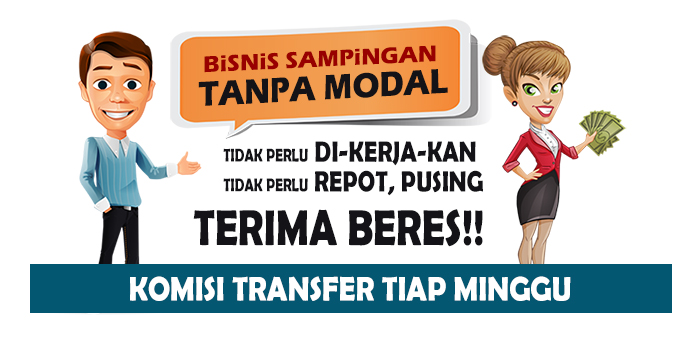 BiSNiS SAMPiNGAN
TANPA MODAL
TIDAK PERLU DI-KERJA-KAN
TIDAK PERLU REPOT, PUSING
TERIMA BERES!!
KOMISI TRANSFER TIAP MINGGU